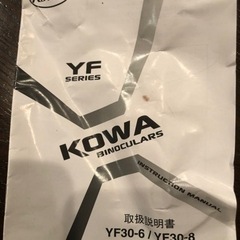 YF
SERIES
KOWA
BINOCULARS
INSTRUCTION MANUAL
取扱説明書
YF30-6 / YF30-8